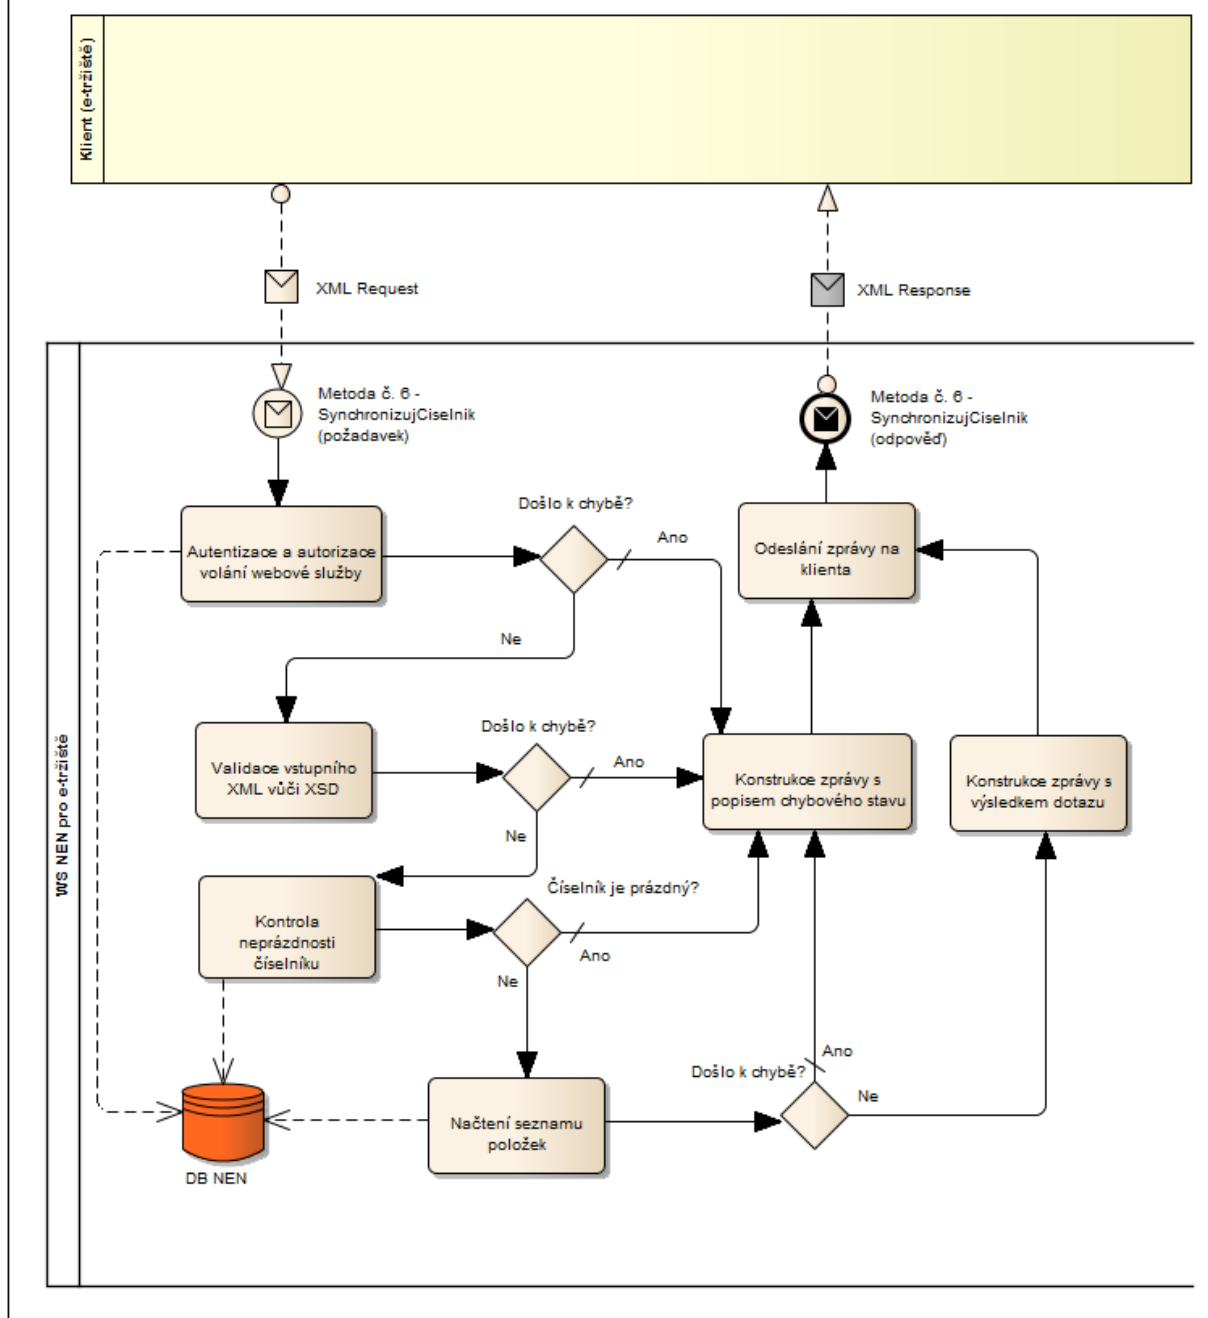 Klient (e-tržiště)
XML Request
XML Response
WS NEN pro e-tržiště
Metoda č. 6 -
SynchronizujCiselnik
(požadavek)
Metoda č. 6 -
SynchronizujCiselnik
(odpověď)
Autentizace a autorizace
volání webové služby
Došlo k chybě?
Ano
Ne
Odeslání zprávy na
klienta
Validace vstupního
XML vůči XSD
Došlo k chybě?
Ano
Ne
Konstrukce zprávy s
popisem chybového stavu
Konstrukce zprávy s
výsledkem dotazu
Kontrola
neprázdnosti
číselníku
Číselník je prázdný?
Ano
Ne
Načtení seznamu
položek
Došlo k chybě?
Ano
Ne
DB NEN